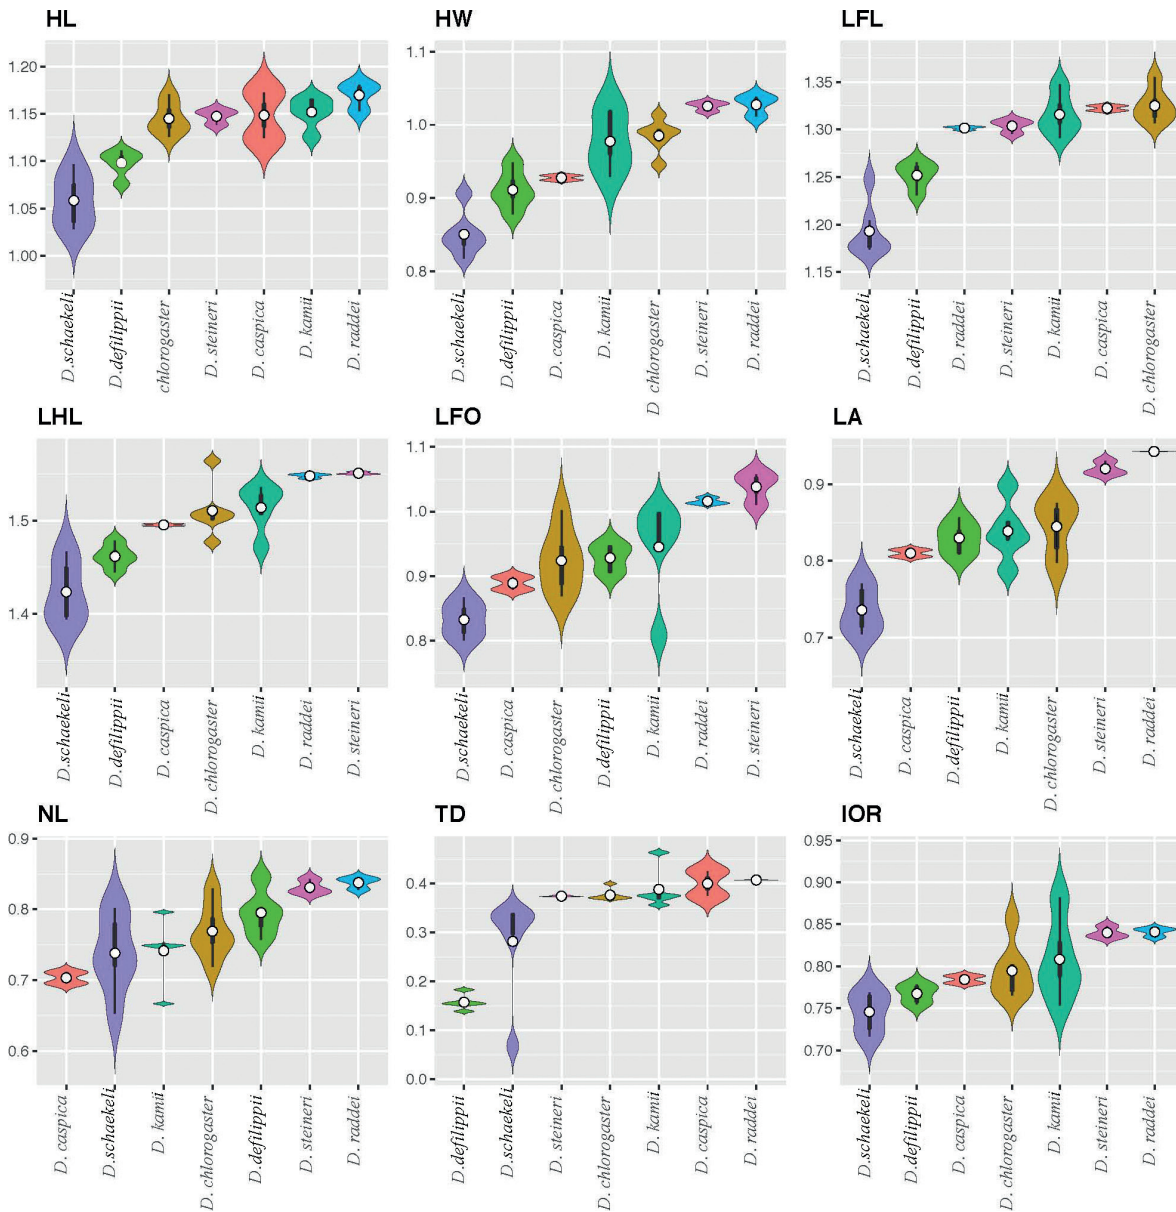 HL
1.20
1.15
1.10
1.05
1.00
D.schaekeli
D.defilippii
chlorogaster
D. steineri
D. caspica
D. kamii
D. raddei
HW
1.1
1.0
0.9
0.8
D.schaekeli
D.defilippii
D. caspica
D. kamii
D chlorogaster
D. steineri
D. raddei
LFL
1.35
1.30
1.25
1.20
1.15
D.schaekeli
D.defilippii
D. raddei
D. steineri
D. kamii
D. caspica
D. chlorogaster
LHL
1.5
1.4
D.schaekeli
D.defilippii
D. caspica
D. chlorogaster
D. kamii
D. raddei
D. steineri
LFO
1.1
1.0
0.9
0.8
D.schaekeli
D. caspica
D. chlorogaster
D.defilippii
D. kamii
D. raddei
D. steineri
LA
0.9
0.8
0.7
D.schaekeli
D. caspica
D.defilippii
D. kamii
D. chlorogaster
D. steineri
D. raddei
NL
0.9
0.8
0.7
0.6
D. caspica
D.schaekeli
D. kamii
D. chlorogaster
D.defilippii
D. steineri
D. raddei
TD
0.4
0.3
0.2
0.1
0.0
D.defilippii
D.schaekeli
D. steineri
D. chlorogaster
D. kamii
D. caspica
D. raddei
IOR
0.95
0.90
0.85
0.80
0.75
0.70
D.schaekeli
D.defilippii
D. caspica
D. chlorogaster
D. kamii
D. steineri
D. raddei